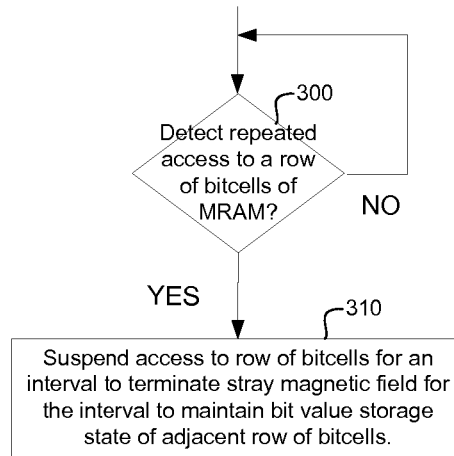 300
Detect repeated
access to a row
of bitcells of
MRAM?
NO
YES
310
Suspend access to row of bitcells for an
interval to terminate stray magnetic field for
the interval to maintain bit value storage
state of adjacent row of bitcells.